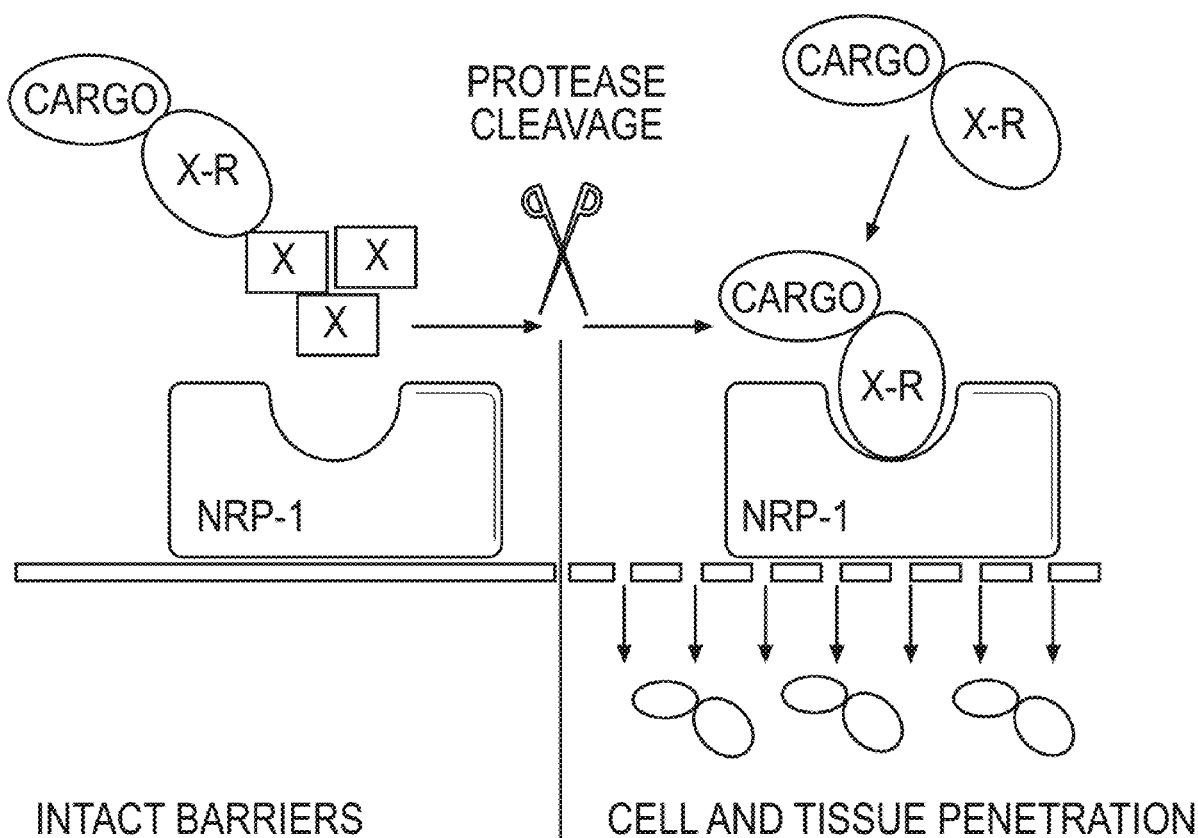 CARGO
X-R
X
X
X
NRP-1
INTACT BARRIERS
PROTEASE
CLEAVAGE
CARGO
X-R
CARGO
X-R
NRP-1
CELL AND TISSUE PENETRATION